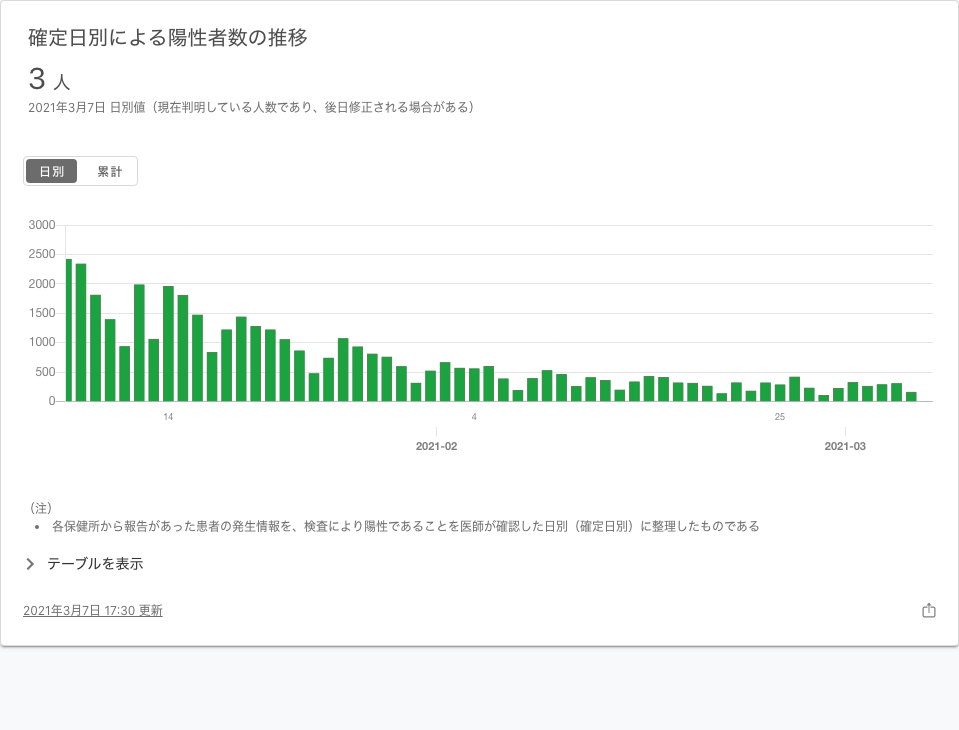 確定日別による陽性者数の推移
3 人
2021年3月7日 日別値（現在判明している人数であり、後日修正される場合がある）
日別 累計
3000
2500
2000
1500
1000
500
0
14 4 25
2021-02 2021-03
（注）
• 各保健所から報告があった患者の発生情報を、検査により陽性であることを医師が確認した日別（確定日別）に整理したものである
テーブルを表示
2021年3月7日 17:30 更新